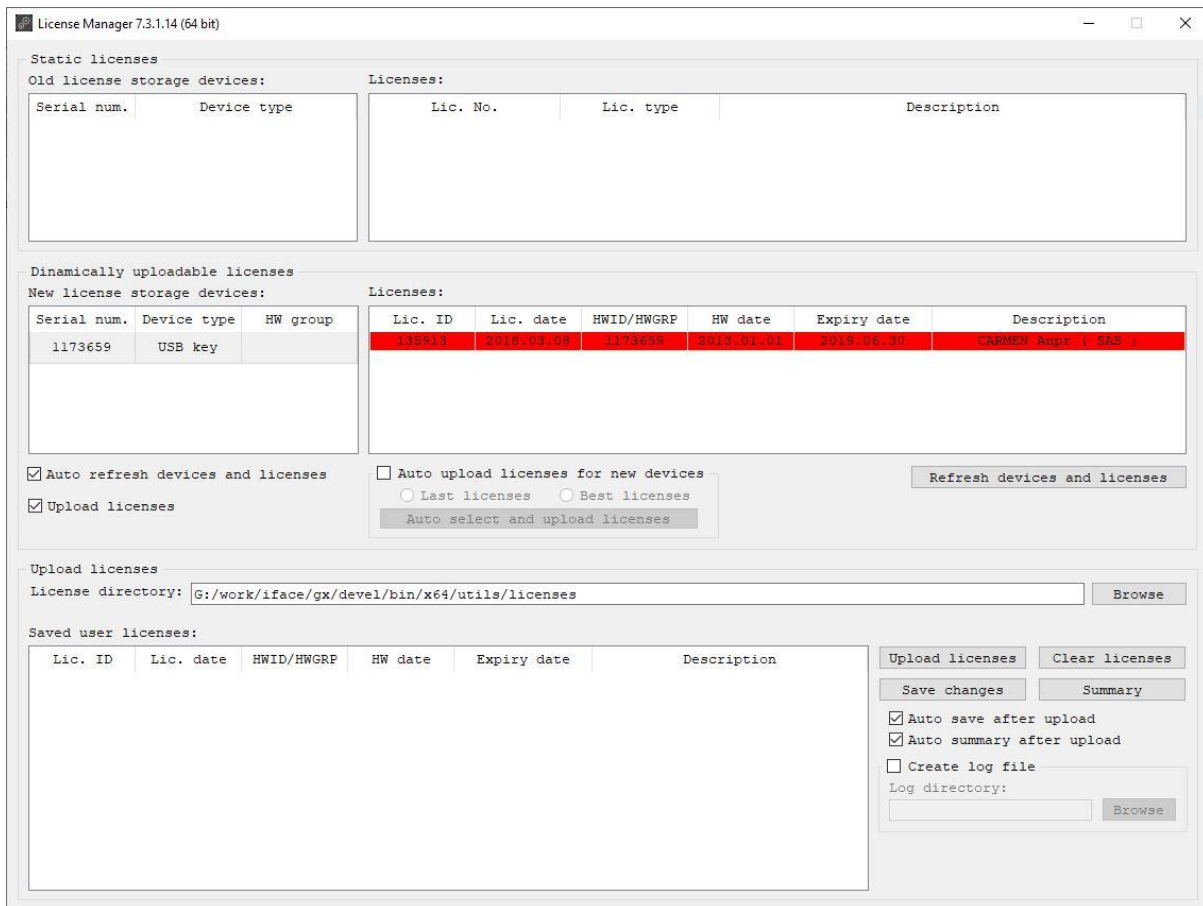 License Manager 7.3.1.14 (64 bit)
Static licenses
Old license storage devices:
Licenses:
Serial num. Device type
Lic. No. Lic. type Description
Dinamically uploadable licenses
New license storage devices:
Licenses:
Serial num. Device type HW group
Lic. ID Lic. date HWID/HWGRP HW date Expiry date Description
1173659 USB key
135913 2018.03.08 1173659 2013.01.01 2019.06.30 CARMEN Anpr ( SAS )
Auto refresh devices and licenses
Upload licenses
Auto upload licenses for new devices
Last licenses Best licenses
Auto select and upload licenses
Refresh devices and licenses
Upload licenses
License directory: G:/work/iface/gx/devel/bin/x64/utils/licenses Browse
Saved user licenses:
Lic. ID Lic. date HWID/HWGRP HW date Expiry date Description
Upload licenses Clear licenses
Save changes Summary
Auto save after upload
Auto summary after upload
Create log file
Log directory:
Browse